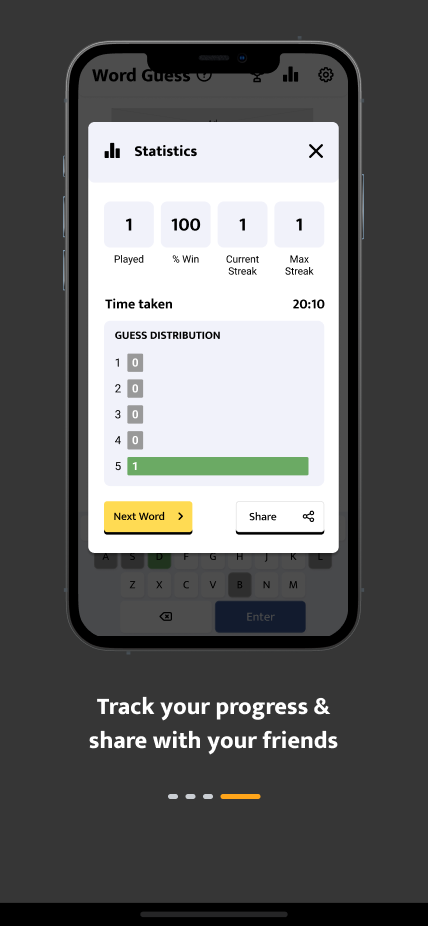 Word Guess ?
Statistics
1 100 1 1
Played % Win Current Streak Max Streak
Time taken 20:10
GUESS DISTRIBUTION
1 0
2 0
3 0
4 0
5 1
Next Word Share
A S D F G H J K L
Z X C V B N M
Enter
Track your progress &
share with your friends